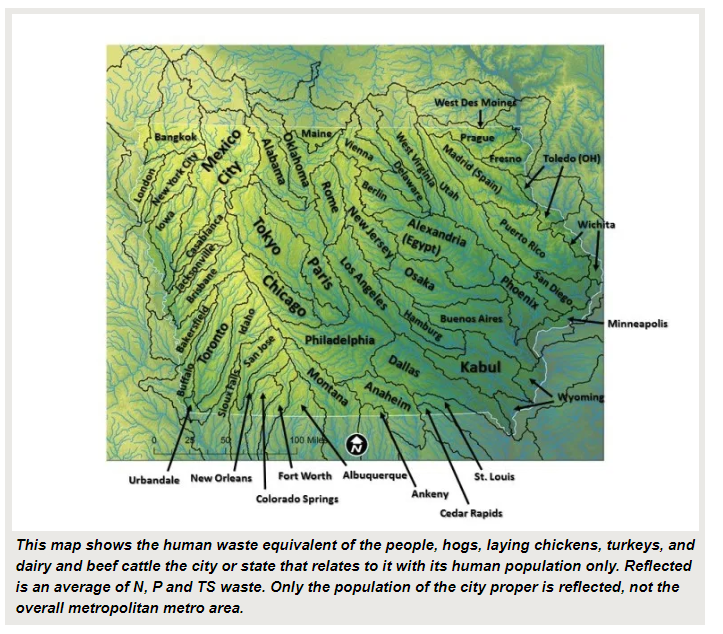 West Des Moines
Bangkok
Mexico
City
Maine
Prague
Oklahoma
Alabama
Vienna
West Virginia
Madrid (Spain)
Fresno
Toledo (OH)
London
New York City
Delaware
Utah
Berlin
Rome
Iowa
Casablanca
Tokyo
New Jersey
Alexandria
(Egypt)
Puerto Rico
Wichita
Jacksonville
Brisbane
Paris
Los Angeles
Osaka
Phoenix
San Diego
Chicago
Bakersfield
Toronto
Idaho
Hamburg
Buenos Aires
Minneapolis
San Jose
Philadelphia
Buffalo
Sioux Falls
Montana
Dallas
Kabul
Anaheim
Wyoming
0 25 50 100 Miles
N
Urbandale
New Orleans
Fort Worth
Albuquerque
St. Louis
Colorado Springs
Ankeny
Cedar Rapids
This map shows the human waste equivalent of the people, hogs, laying chickens, turkeys, and
dairy and beef cattle the city or state that relates to it with its human population only. Reflected
is an average of N, P and TS waste. Only the population of the city proper is reflected, not the
overall metropolitan metro area.